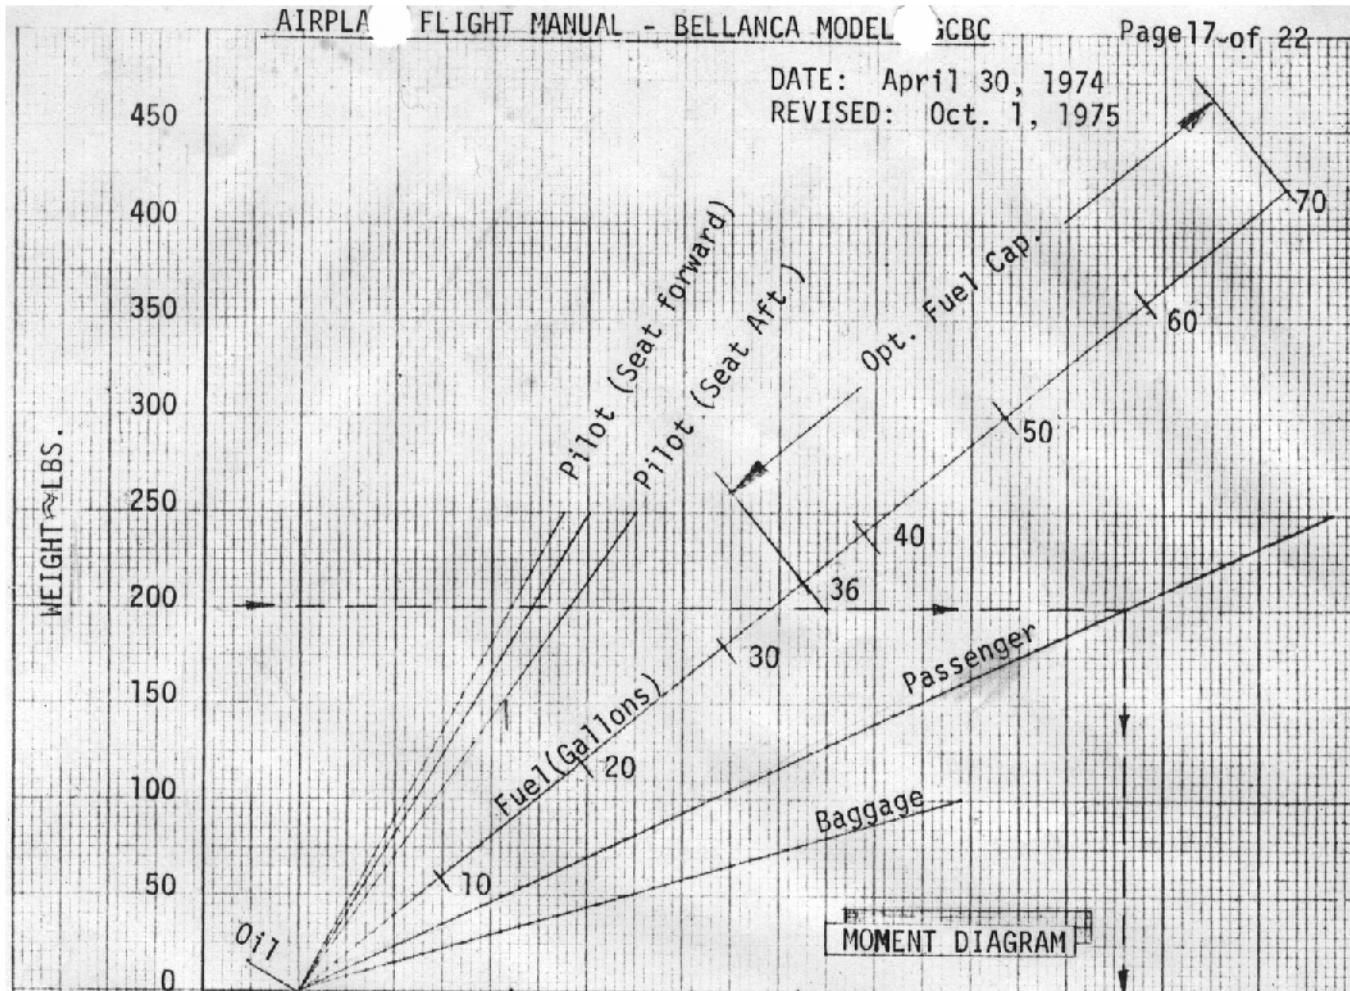 AIRPLA FLIGHT MANUAL - BELLANCA MODEL GCBC
Page 17 of 22
DATE: April 30, 1974
REVISED: Oct. 1, 1975
450
400
350
300
250
200
150
100
50
0
WEIGHT≈LBS.
Pilot (Seat forward)
Pilot (Seat Aft)
Opt. Fuel Cap.
70
60
50
40
36
30
20
10
Fuel(Gallons)
Passenger
Baggage
Oil
MOMENT DIAGRAM